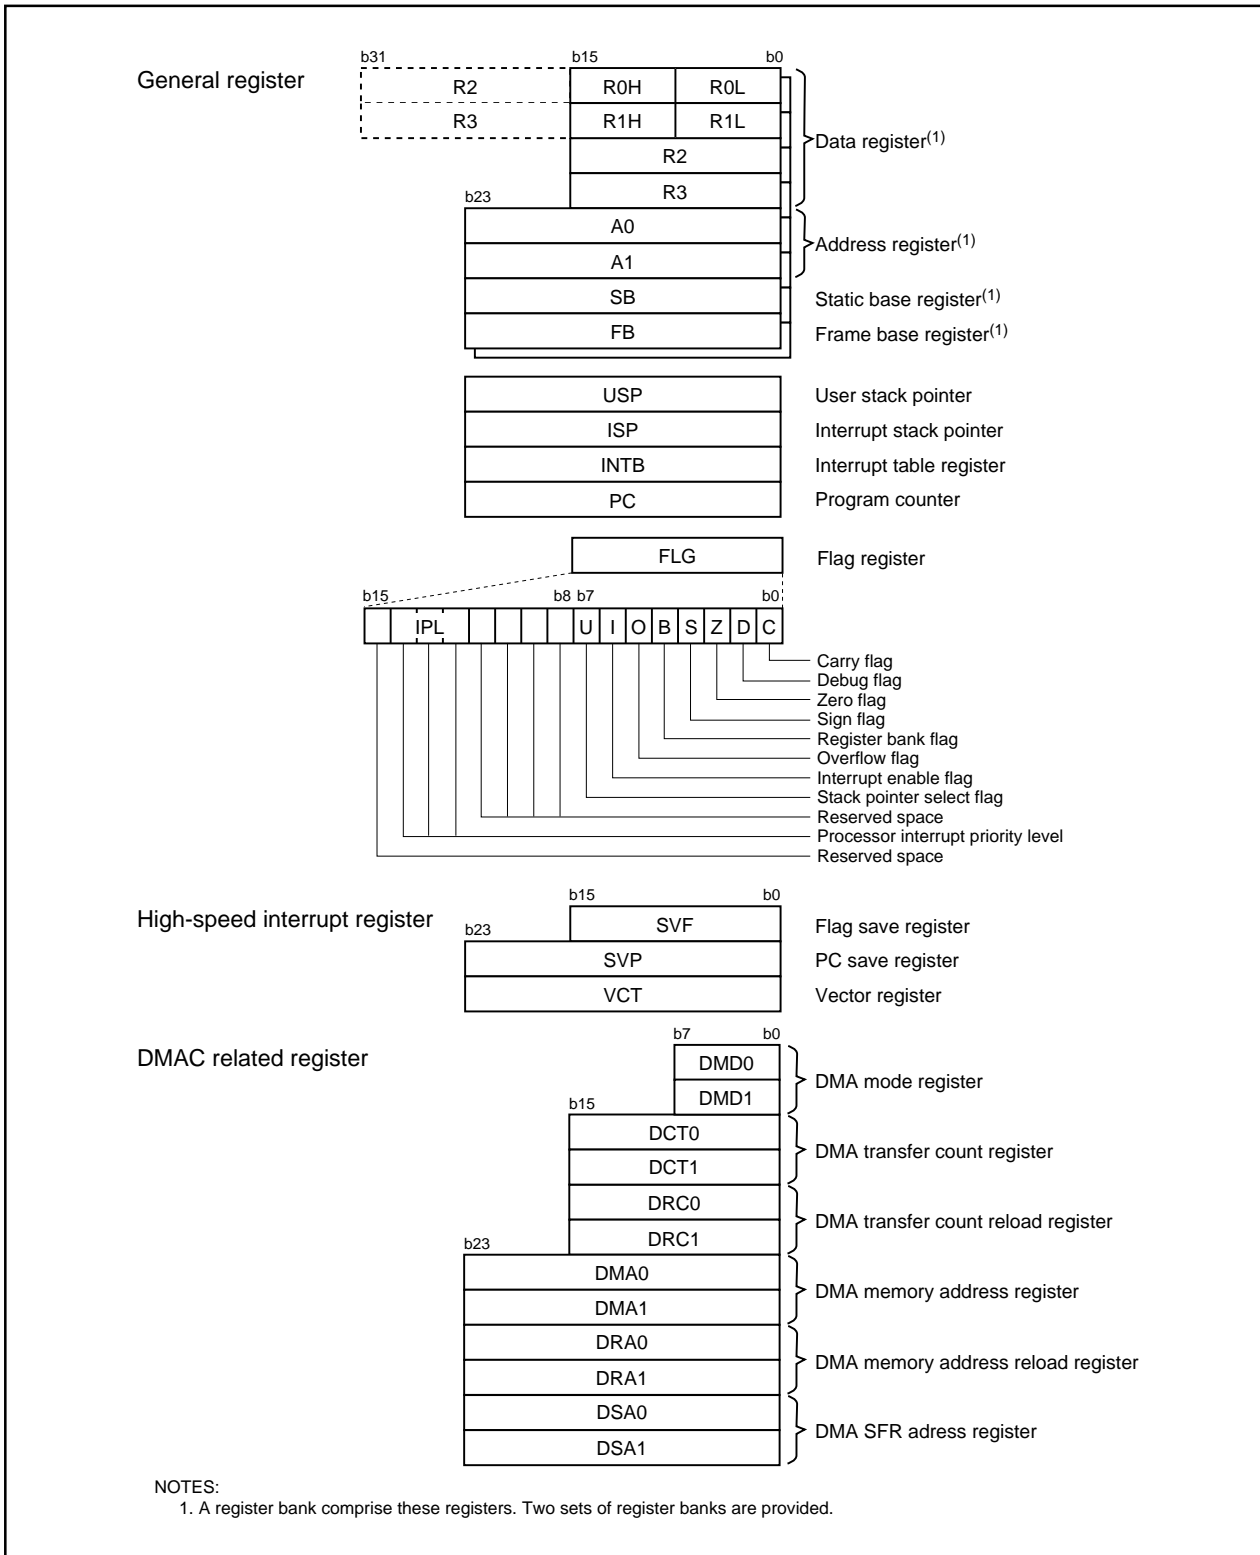 b31 b15 b0
General register R2 R0H R0L
R3 R1H R1L
Data register(1)
R2
R3
b23
A0
Address register(1)
A1
SB Static base register(1)
FB Frame base register(1)
USP User stack pointer
ISP Interrupt stack pointer
INTB Interrupt table register
PC Program counter
FLG Flag register
b15 b8 b7 b0
IPL U I O B S Z D C
Carry flag
Debug flag
Zero flag
Sign flag
Register bank flag
Overflow flag
Interrupt enable flag
Stack pointer select flag
Reserved space
Processor interrupt priority level
Reserved space
b15 b0
High-speed interrupt register SVF Flag save register
b23
SVP PC save register
VCT Vector register
b7 b0
DMAC related register DMD0
DMA mode register
DMD1
b15
DCT0
DMA transfer count register
DCT1
DRC0
DMA transfer count reload register
DRC1
b23
DMA0
DMA memory address register
DMA1
DRA0
DMA memory address reload register
DRA1
DSA0
DMA SFR adress register
DSA1
NOTES:
1. A register bank comprise these registers. Two sets of register banks are provided.